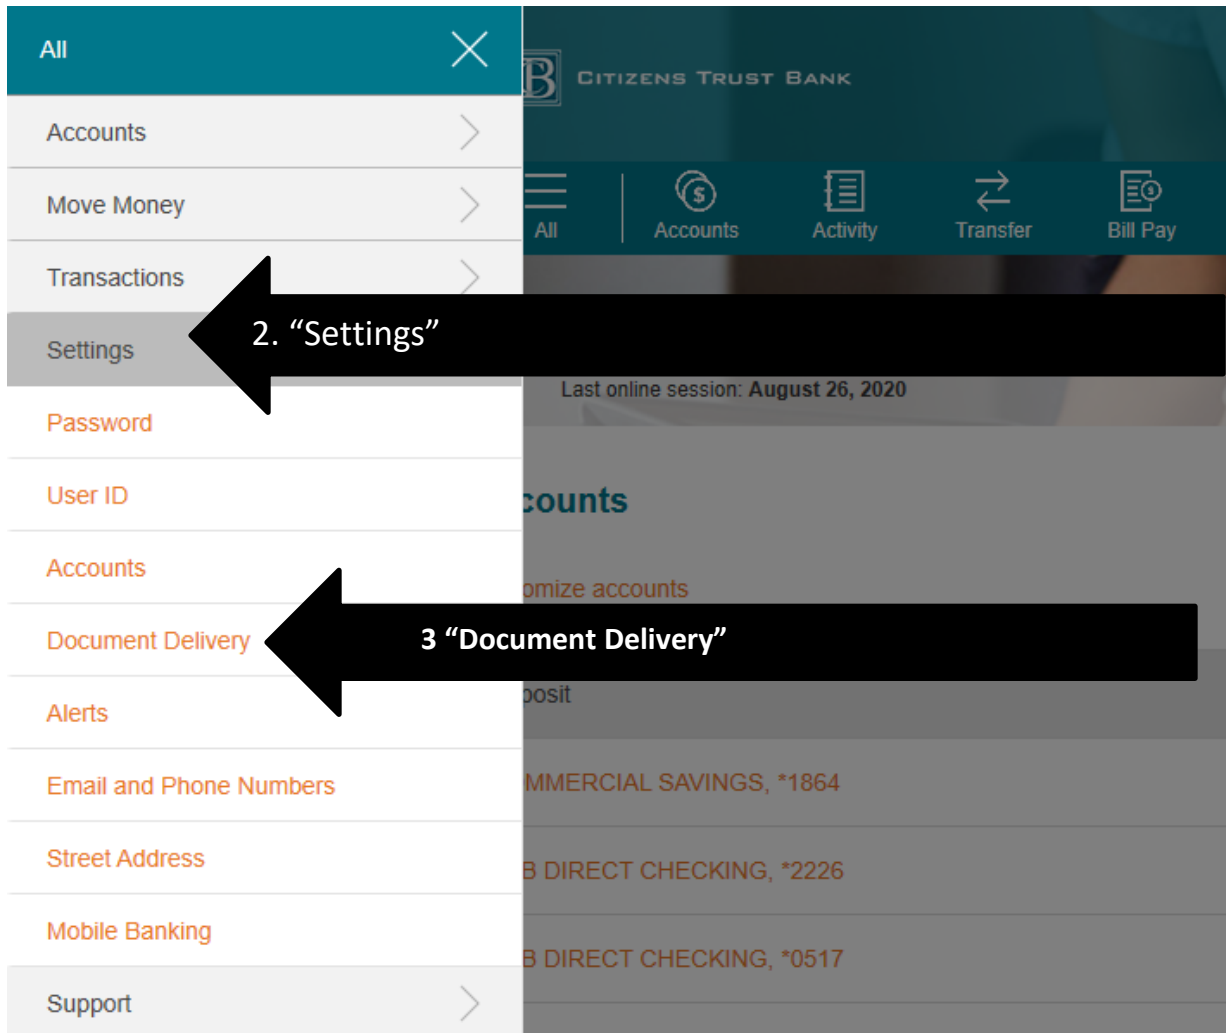 All
Accounts
Move Money
Transactions
Settings
Password
User ID
Accounts
Document Delivery
Alerts
Email and Phone Numbers
Street Address
Mobile Banking
Support
CB CITIZENS TRUST BANK
All
Accounts
Activity
Transfer
Bill Pay
2. “Settings”
Last online session: August 26, 2020
counts
omize accounts
3 “Document Delivery”
posit
MMERCIAL SAVINGS, *1864
B DIRECT CHECKING, *2226
B DIRECT CHECKING, *0517